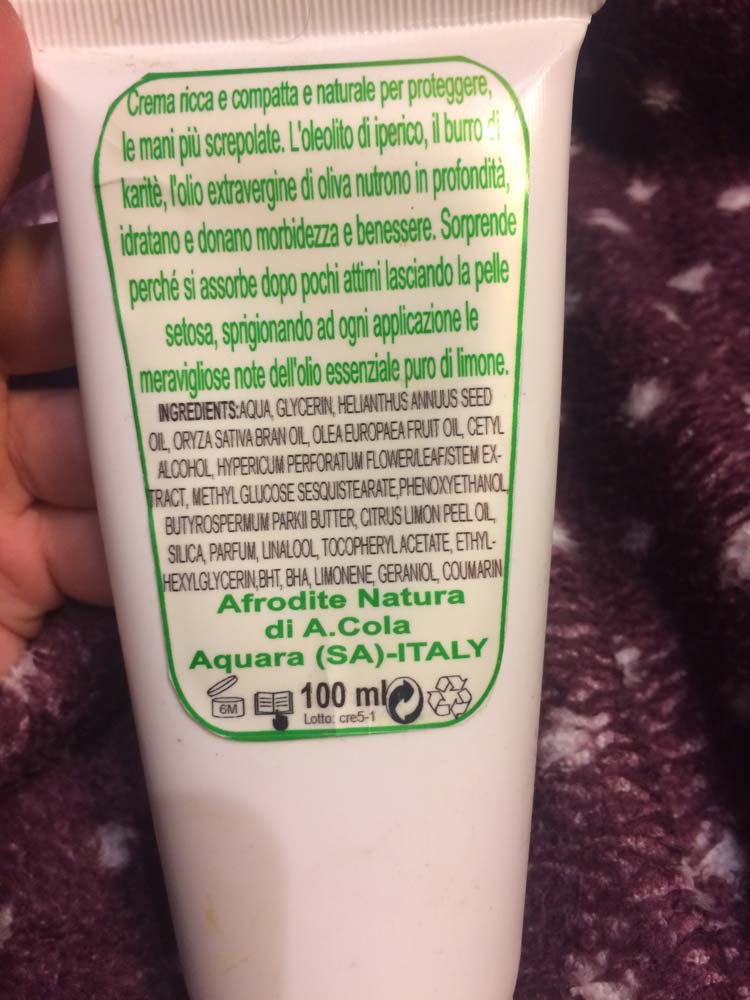 Crema ricca e compatta e naturale per proteggere,
le mani più screpolate. L'oleolito di iperico, il burro di
karitè, l'olio extravergine di oliva nutrono in profondità,
idratano e donano morbidezza e benessere. Sorprende
perché si assorbe dopo pochi attimi lasciando la pelle
setosa, sprigionando ad ogni applicazione le
meravigliose note dell'olio essenziale puro di limone.
INGREDIENTS:AQUA, GLYCERIN, HELIANTHUS ANNUUS SEED
OIL, ORYZA SATIVA BRAN OIL, OLEA EUROPAEA FRUIT OIL, CETYL
ALCOHOL, HYPERICUM PERFORATUM FLOWER/LEAF/STEM EX-
TRACT, METHYL GLUCOSE SESQUISTEARATE,PHENOXYETHANOL,
BUTYROSPERMUM PARKII BUTTER, CITRUS LIMON PEEL OIL,
SILICA, PARFUM, LINALOOL, TOCOPHERYL ACETATE, ETHYL-
HEXYLGLYCERIN,BHT, BHA, LIMONENE, GERANIOL, COUMARIN
Afrodite Natura
di A.Cola
Aquara (SA)-ITALY
6M 100 ml
Lotto: cre5-1